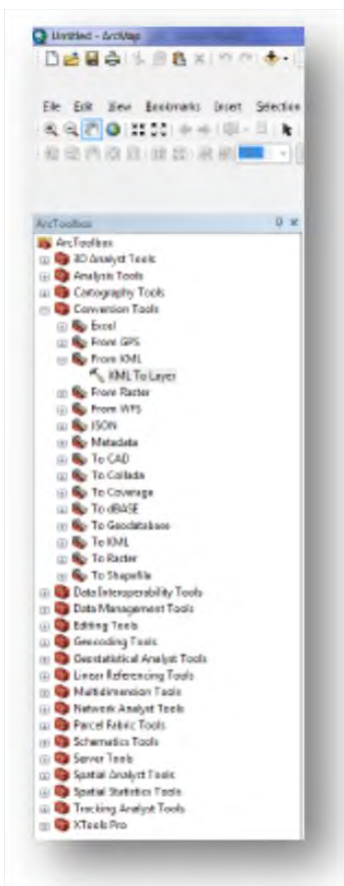 Untitled - ArcMap
File Edit View Bookmarks Insert Selection
ArcToolbox
ArcToolbox
3D Analyst Tools
Analysis Tools
Cartography Tools
Conversion Tools
Excel
From GPS
From KML
KML To Layer
From Raster
From WFS
JSON
Metadata
To CAD
To Collada
To Coverage
To dBASE
To Geodatabase
To KML
To Raster
To Shapefile
Data Interoperability Tools
Data Management Tools
Editing Tools
Geocoding Tools
Geostatistical Analyst Tools
Linear Referencing Tools
Multidimension Tools
Network Analyst Tools
Parcel Fabric Tools
Schematics Tools
Server Tools
Spatial Analyst Tools
Spatial Statistics Tools
Tracking Analyst Tools
XTools Pro